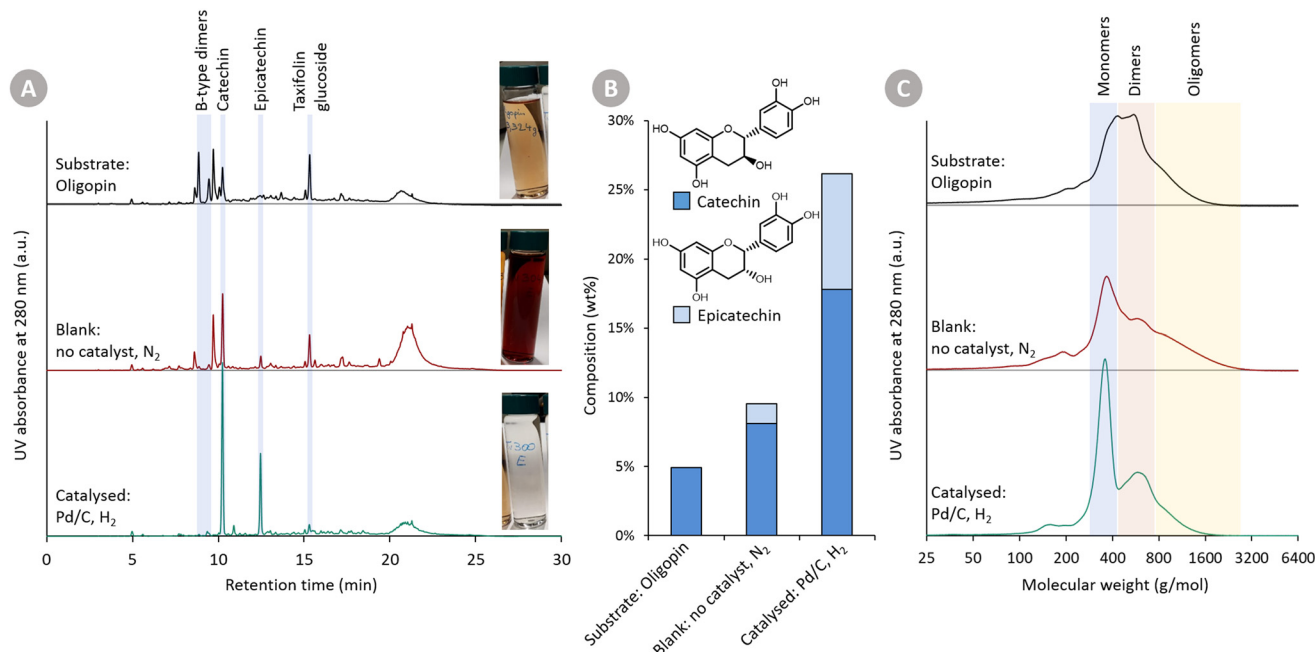 A
B-type dimers
Catechin
Epicatechin
Taxifolin
glucoside
Substrate:
Oligopin
Blank:
no catalyst, N₂
Catalysed:
Pd/C, H₂
UV absorbance at 280 nm (a.u.)
0
5
10
15
20
25
30
Retention time (min)
2,324g
E
B
30%
25%
20%
15%
10%
5%
0%
Composition (wt%)
OH
OH
HO
O
OH
OH
Catechin
OH
OH
HO
O
OH
OH
Epicatechin
Substrate: Oligopin
Blank: no catalyst, N₂
Catalysed: Pd/C, H₂
C
Monomers
Dimers
Oligomers
Substrate:
Oligopin
Blank:
no catalyst, N₂
Catalysed:
Pd/C, H₂
UV absorbance at 280 nm (a.u.)
25
50
100
200
400
800
1600
3200
6400
Molecular weight (g/mol)